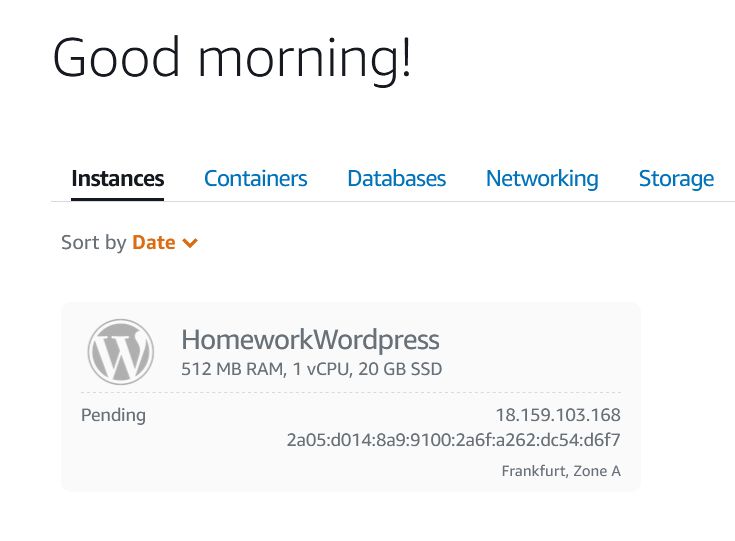 Good morning!
Instances Containers Databases Networking Storage
Sort by Date
HomeworkWordpress
512 MB RAM, 1 vCPU, 20 GB SSD
Pending 18.159.103.168
2a05:d014:8a9:9100:2a6f:a262:dc54:d6f7
Frankfurt, Zone A